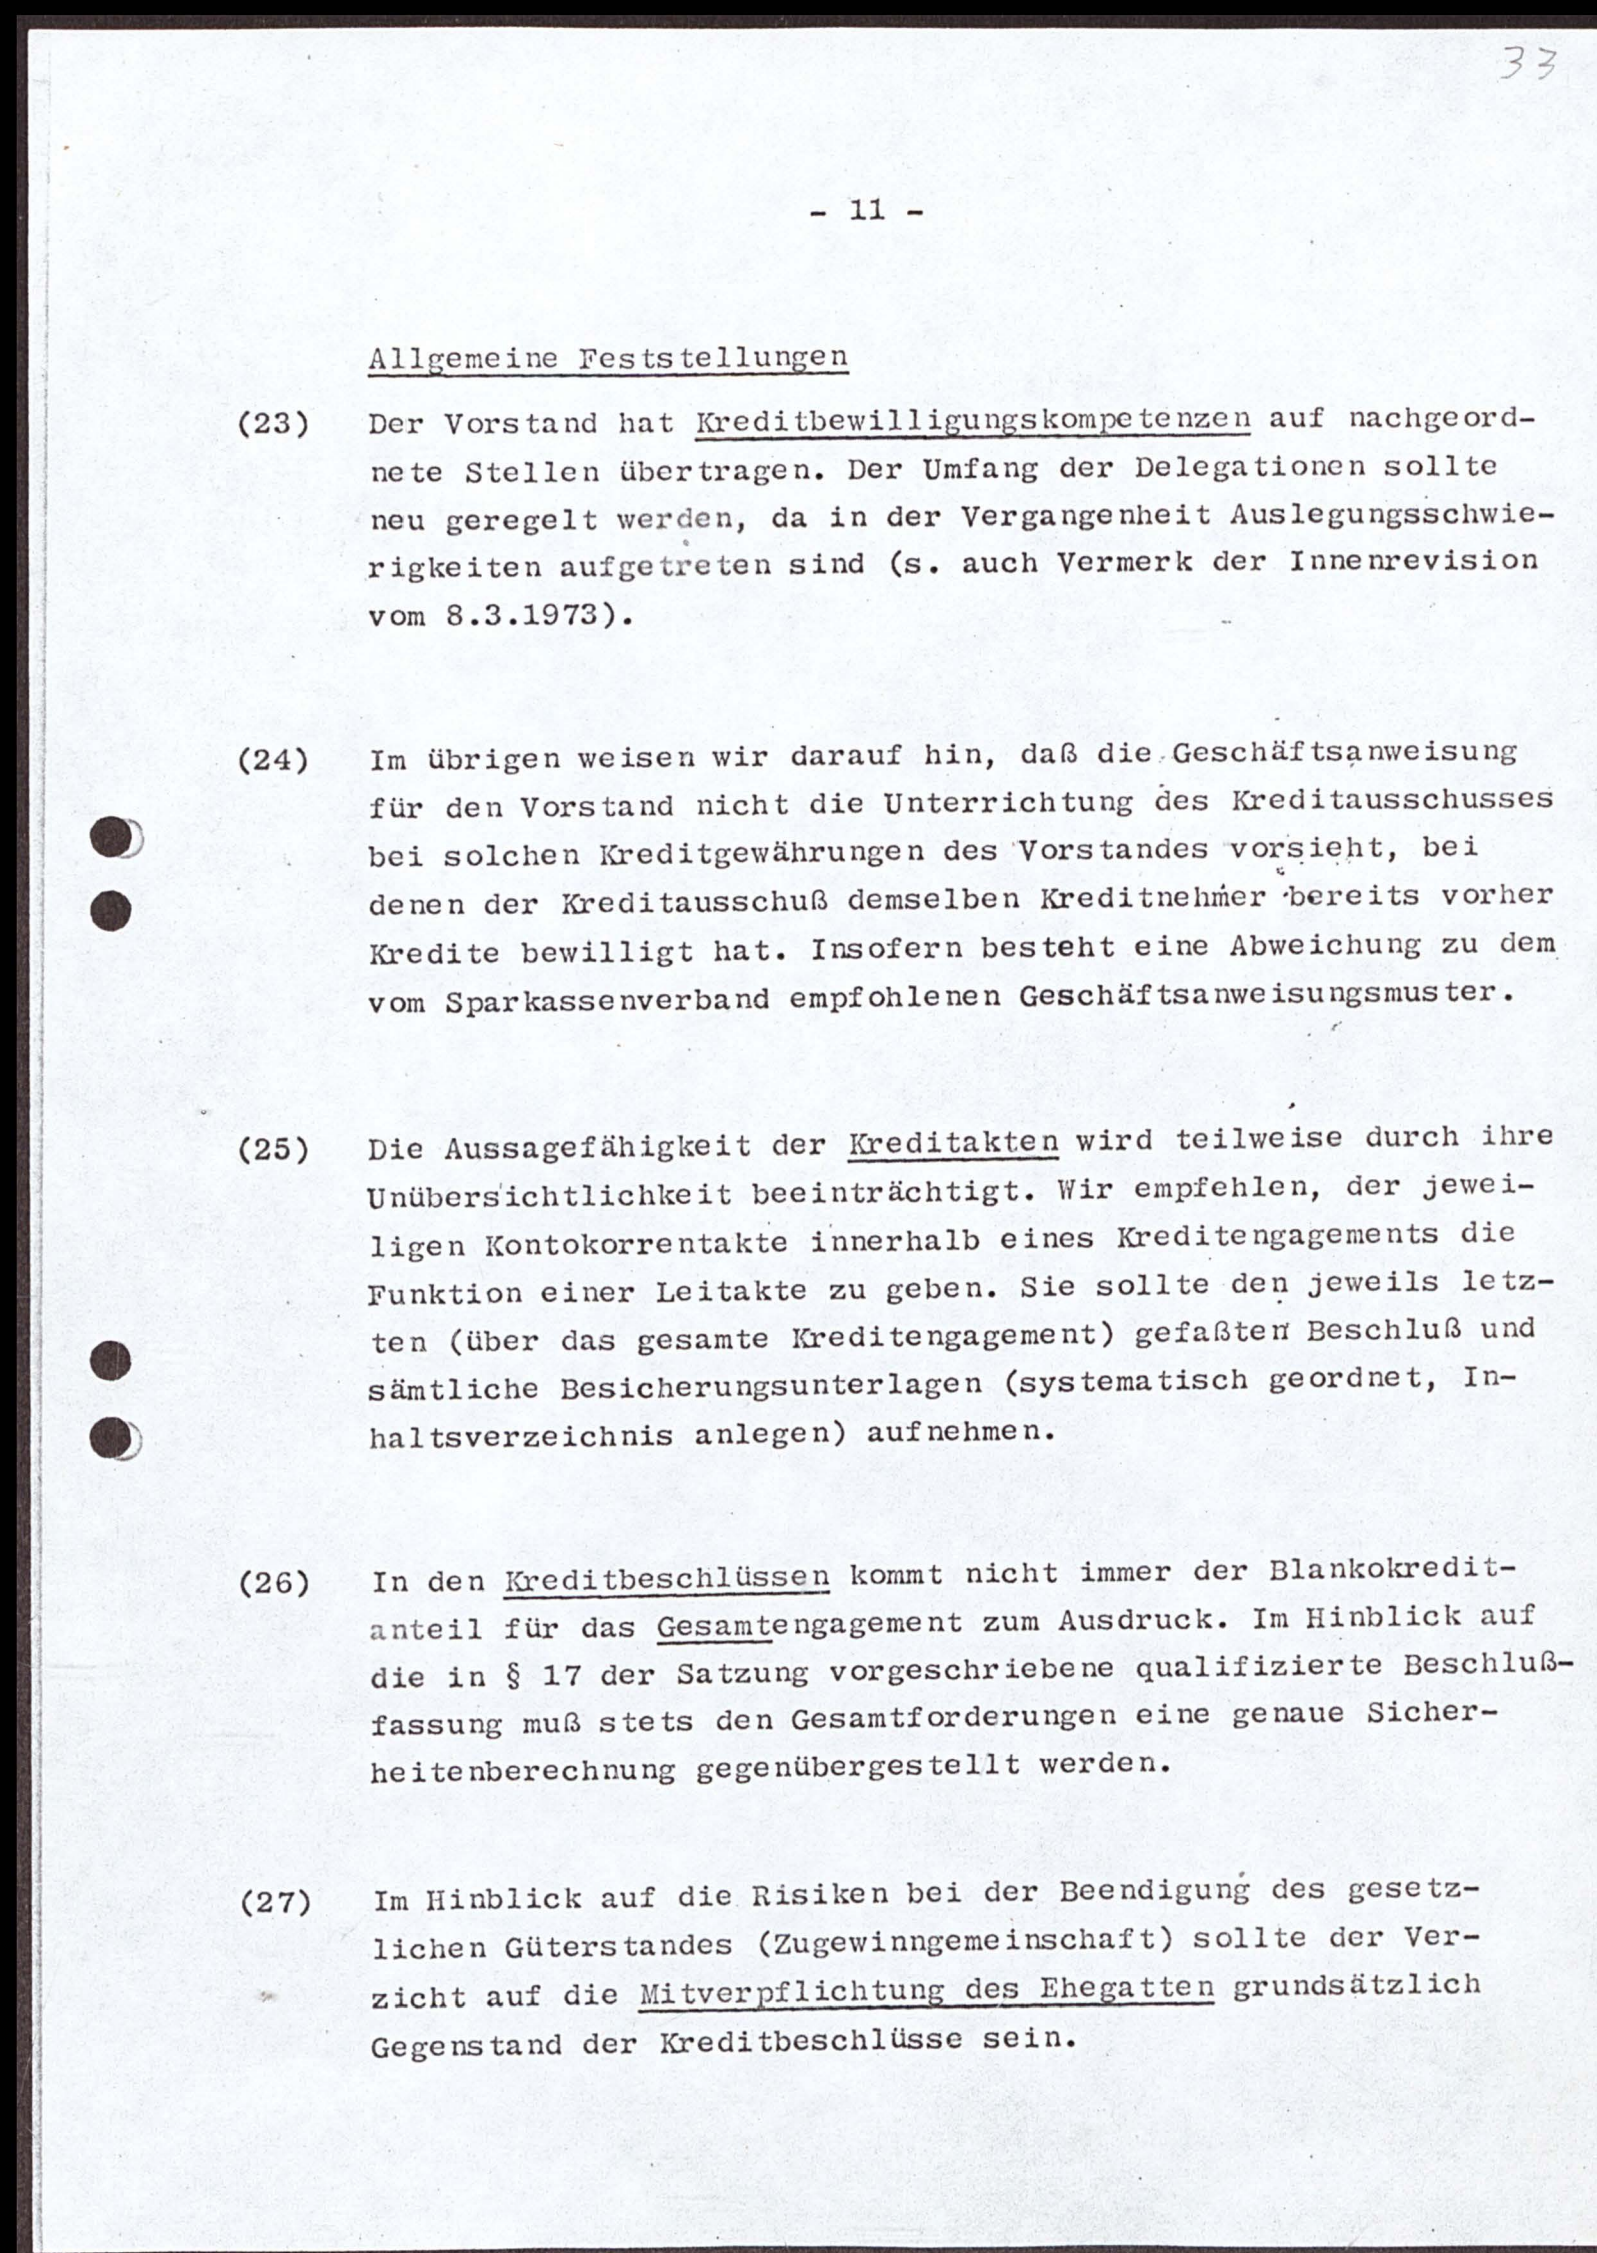 33
- 11 -
Allgemeine Feststellungen
(23) Der Vorstand hat Kreditbewilligungskompetenzen auf nachgeord-
nete Stellen übertragen. Der Umfang der Delegationen sollte
neu geregelt werden, da in der Vergangenheit Auslegungsschwie-
rigkeiten aufgetreten sind (s. auch Vermerk der Innenrevision
vom 8.3.1973).
(24) Im übrigen weisen wir darauf hin, daß die Geschäftsanweisung
für den Vorstand nicht die Unterrichtung des Kreditausschusses
bei solchen Kreditgewährungen des Vorstandes vorsieht, bei
denen der Kreditausschuß demselben Kreditnehmer bereits vorher
Kredite bewilligt hat. Insofern besteht eine Abweichung zu dem
vom Sparkassenverband empfohlenen Geschäftsanweisungsmuster.
(25) Die Aussagefähigkeit der Kreditakten wird teilweise durch ihre
Unübersichtlichkeit beeinträchtigt. Wir empfehlen, der jewei-
ligen Kontokorrentakte innerhalb eines Kreditengagements die
Funktion einer Leitakte zu geben. Sie sollte den jeweils letz-
ten (über das gesamte Kreditengagement) gefaßten Beschluß und
sämtliche Besicherungsunterlagen (systematisch geordnet, In-
haltsverzeichnis anlegen) aufnehmen.
(26) In den Kreditbeschlüssen kommt nicht immer der Blankokredit-
anteil für das Gesamtengagement zum Ausdruck. Im Hinblick auf
die in § 17 der Satzung vorgeschriebene qualifizierte Beschluß-
fassung muß stets den Gesamtforderungen eine genaue Sicher-
heitenberechnung gegenübergestellt werden.
(27) Im Hinblick auf die Risiken bei der Beendigung des gesetz-
lichen Güterstandes (Zugewinngemeinschaft) sollte der Ver-
zicht auf die Mitverpflichtung des Ehegatten grundsätzlich
Gegenstand der Kreditbeschlüsse sein.